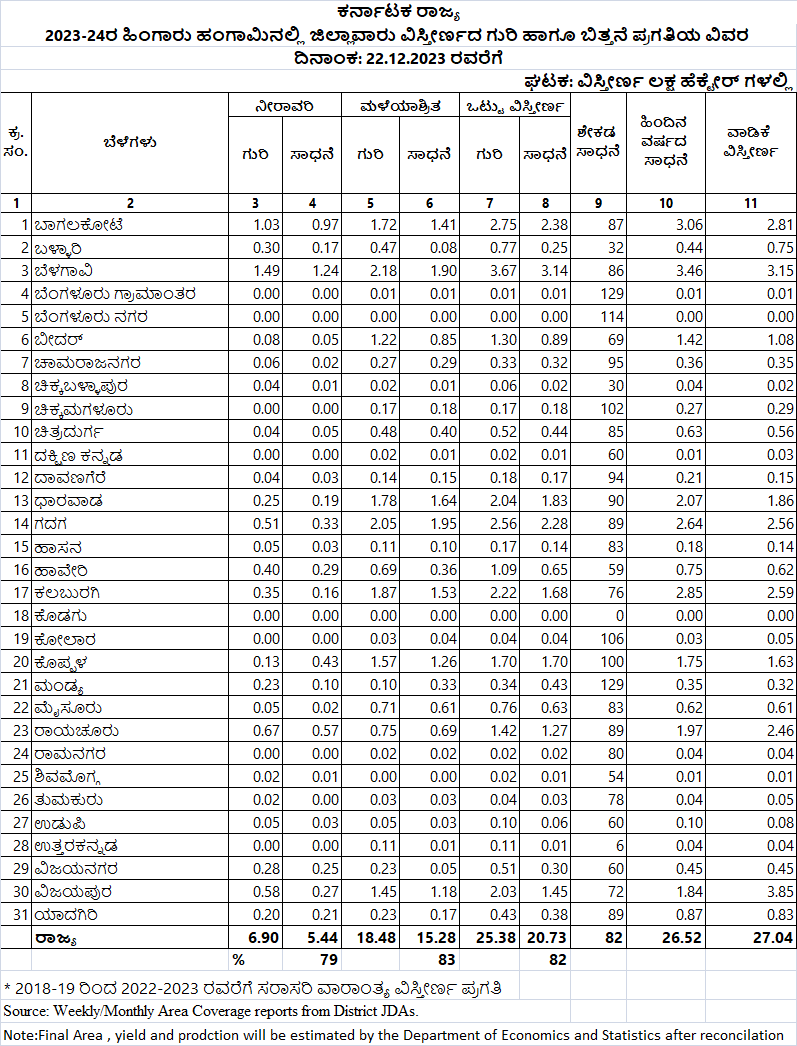 ಕರ್ನಾಟಕ ರಾಜ್ಯ
2023-24ರ ಹಿಂಗಾರು ಹಂಗಾಮಿನಲ್ಲಿ ಜಿಲ್ಲಾವಾರು ವಿಸ್ತೀರ್ಣದ ಗುರಿ ಹಾಗೂ ಬಿತ್ತನೆ ಪ್ರಗತಿಯ ವಿವರ
ದಿನಾಂಕ: 22.12.2023 ರವರೆಗೆ
ಘಟಕ: ವಿಸ್ತೀರ್ಣ ಲಕ್ಷ ಹೆಕ್ಟೇರ್ ಗಳಲ್ಲಿ
ಕ್ರ. ಸಂ. ಬೆಳೆಗಳು ನೀರಾವರಿ ಮಳೆಯಾಶ್ರಿತ ಒಟ್ಟು ವಿಸ್ತೀರ್ಣ ಶೇಕಡ ಸಾಧನೆ ಹಿಂದಿನ ವರ್ಷದ ಸಾಧನೆ ವಾಡಿಕೆ ವಿಸ್ತೀರ್ಣ
ಗುರಿ ಸಾಧನೆ ಗುರಿ ಸಾಧನೆ ಗುರಿ ಸಾಧನೆ
1 2 3 4 5 6 7 8 9 10 11
1 ಬಾಗಲಕೋಟೆ 1.03 0.97 1.72 1.41 2.75 2.38 87 3.06 2.81
2 ಬಳ್ಳಾರಿ 0.30 0.17 0.47 0.08 0.77 0.25 32 0.44 0.75
3 ಬೆಳಗಾವಿ 1.49 1.24 2.18 1.90 3.67 3.14 86 3.46 3.15
4 ಬೆಂಗಳೂರು ಗ್ರಾಮಾಂತರ 0.00 0.00 0.01 0.01 0.01 0.01 129 0.01 0.01
5 ಬೆಂಗಳೂರು ನಗರ 0.00 0.00 0.00 0.00 0.00 0.00 114 0.00 0.00
6 ಬೀದರ್ 0.08 0.05 1.22 0.85 1.30 0.89 69 1.42 1.08
7 ಚಾಮರಾಜನಗರ 0.06 0.02 0.27 0.29 0.33 0.32 95 0.36 0.35
8 ಚಿಕ್ಕಬಳ್ಳಾಪುರ 0.04 0.01 0.02 0.01 0.06 0.02 30 0.04 0.02
9 ಚಿಕ್ಕಮಗಳೂರು 0.00 0.00 0.17 0.18 0.17 0.18 102 0.27 0.29
10 ಚಿತ್ರದುರ್ಗ 0.04 0.05 0.48 0.40 0.52 0.44 85 0.63 0.56
11 ದಕ್ಷಿಣ ಕನ್ನಡ 0.00 0.00 0.02 0.01 0.02 0.01 60 0.01 0.03
12 ದಾವಣಗೆರೆ 0.04 0.03 0.14 0.15 0.18 0.17 94 0.21 0.15
13 ಧಾರವಾಡ 0.25 0.19 1.78 1.64 2.04 1.83 90 2.07 1.86
14 ಗದಗ 0.51 0.33 2.05 1.95 2.56 2.28 89 2.64 2.56
15 ಹಾಸನ 0.05 0.03 0.11 0.10 0.17 0.14 83 0.18 0.14
16 ಹಾವೇರಿ 0.40 0.29 0.69 0.36 1.09 0.65 59 0.75 0.62
17 ಕಲಬುರಗಿ 0.35 0.16 1.87 1.53 2.22 1.68 76 2.85 2.59
18 ಕೊಡಗು 0.00 0.00 0.00 0.00 0.00 0.00 0 0.00 0.00
19 ಕೋಲಾರ 0.00 0.00 0.03 0.04 0.04 0.04 106 0.03 0.05
20 ಕೊಪ್ಪಳ 0.13 0.43 1.57 1.26 1.70 1.70 100 1.75 1.63
21 ಮಂಡ್ಯ 0.23 0.10 0.10 0.33 0.34 0.43 129 0.35 0.32
22 ಮೈಸೂರು 0.05 0.02 0.71 0.61 0.76 0.63 83 0.62 0.61
23 ರಾಯಚೂರು 0.67 0.57 0.75 0.69 1.42 1.27 89 1.97 2.46
24 ರಾಮನಗರ 0.00 0.00 0.02 0.02 0.02 0.02 80 0.04 0.04
25 ಶಿವಮೊಗ್ಗ 0.02 0.01 0.00 0.00 0.02 0.01 54 0.01 0.01
26 ತುಮಕುರು 0.02 0.00 0.03 0.03 0.04 0.03 78 0.04 0.05
27 ಉಡುಪಿ 0.05 0.03 0.05 0.03 0.10 0.06 60 0.10 0.08
28 ಉತ್ತರಕನ್ನಡ 0.00 0.00 0.11 0.01 0.11 0.01 6 0.04 0.04
29 ವಿಜಯನಗರ 0.28 0.25 0.23 0.05 0.51 0.30 60 0.45 0.45
30 ವಿಜಯಪುರ 0.58 0.27 1.45 1.18 2.03 1.45 72 1.84 3.85
31 ಯಾದಗಿರಿ 0.20 0.21 0.23 0.17 0.43 0.38 89 0.87 0.83
ರಾಜ್ಯ 6.90 5.44 18.48 15.28 25.38 20.73 82 26.52 27.04
% 79 83 82
* 2018-19 ರಿಂದ 2022-2023 ರವರೆಗೆ ಸರಾಸರಿ ವಾರಾಂತ್ಯ ವಿಸ್ತೀರ್ಣ ಪ್ರಗತಿ
Source: Weekly/Monthly Area Coverage reports from District JDAs.
Note:Final Area , yield and prodction will be estimated by the Department of Economics and Statistics after reconcilation